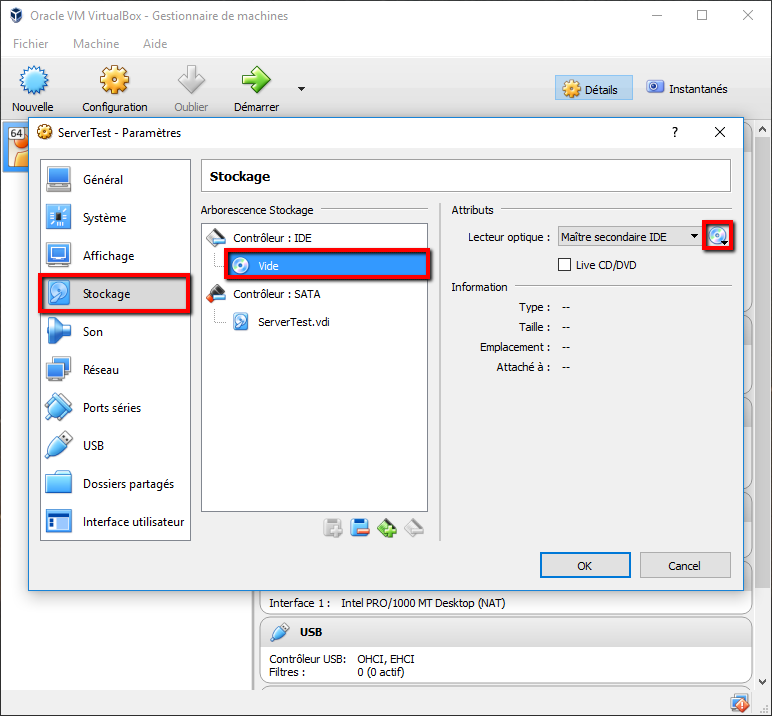 Oracle VM VirtualBox - Gestionnaire de machines
Fichier Machine Aide
Nouvelle Configuration Oublier Démarrer Détails Instantanés
64
ServerTest - Paramètres ?
Général
Système
Affichage
Stockage
Son
Réseau
Ports séries
USB
Dossiers partagés
Interface utilisateur
Stockage
Arborescence Stockage
Contrôleur : IDE
Vide
Contrôleur : SATA
ServerTest.vdi
Attributs
Lecteur optique : Maître secondaire IDE
Live CD/DVD
Information
Type : --
Taille : --
Emplacement : --
Attaché à : --
OK Cancel
Interface 1 : Intel PRO/1000 MT Desktop (NAT)
USB
Contrôleur USB: OHCI, EHCI
Filtres : 0 (0 actif)